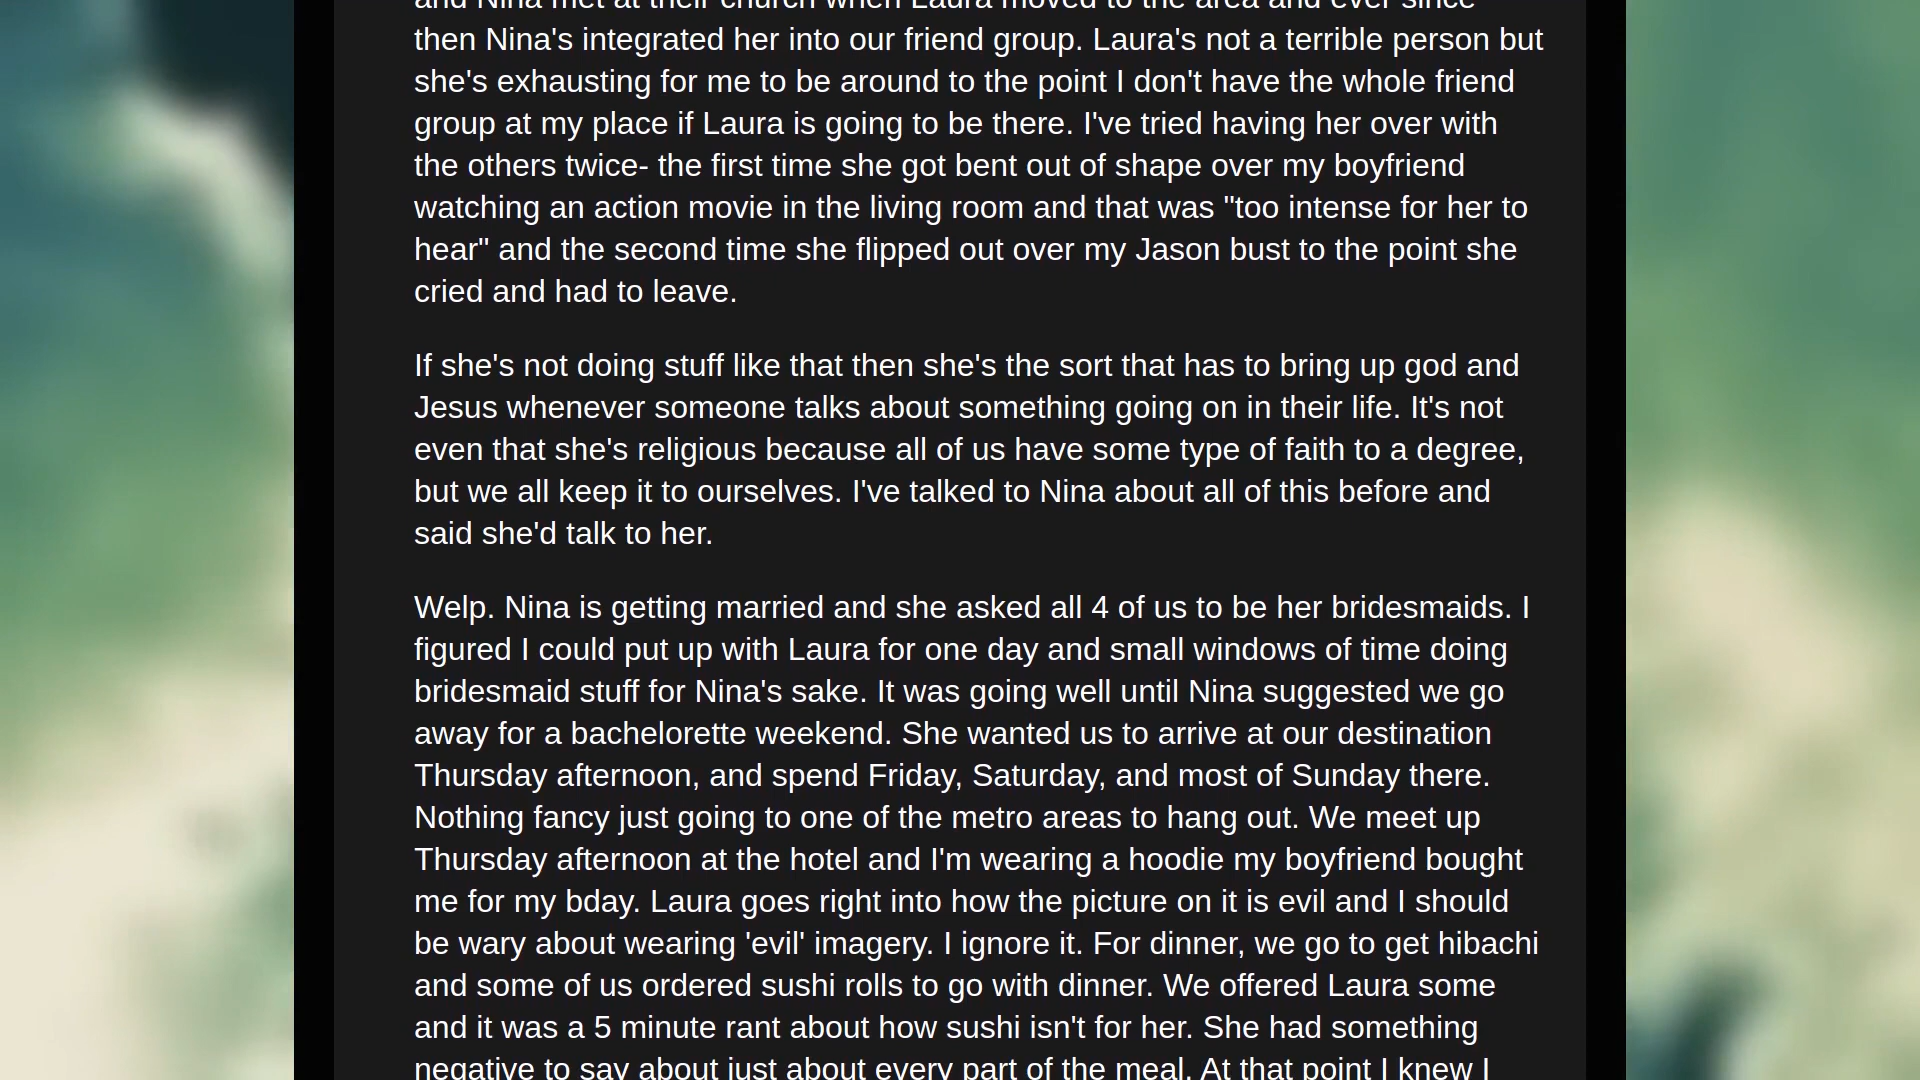 and Nina met at their church when Laura moved to the area and ever since
then Nina's integrated her into our friend group. Laura's not a terrible person but
she's exhausting for me to be around to the point I don't have the whole friend
group at my place if Laura is going to be there. I've tried having her over with
the others twice- the first time she got bent out of shape over my boyfriend
watching an action movie in the living room and that was "too intense for her to
hear" and the second time she flipped out over my Jason bust to the point she
cried and had to leave.
If she's not doing stuff like that then she's the sort that has to bring up god and
Jesus whenever someone talks about something going on in their life. It's not
even that she's religious because all of us have some type of faith to a degree,
but we all keep it to ourselves. I've talked to Nina about all of this before and
said she'd talk to her.
Welp. Nina is getting married and she asked all 4 of us to be her bridesmaids. I
figured I could put up with Laura for one day and small windows of time doing
bridesmaid stuff for Nina's sake. It was going well until Nina suggested we go
away for a bachelorette weekend. She wanted us to arrive at our destination
Thursday afternoon, and spend Friday, Saturday, and most of Sunday there.
Nothing fancy just going to one of the metro areas to hang out. We meet up
Thursday afternoon at the hotel and I'm wearing a hoodie my boyfriend bought
me for my bday. Laura goes right into how the picture on it is evil and I should
be wary about wearing 'evil' imagery. I ignore it. For dinner, we go to get hibachi
and some of us ordered sushi rolls to go with dinner. We offered Laura some
and it was a 5 minute rant about how sushi isn't for her. She had something
negative to say about just about every part of the meal. At that point I knew I